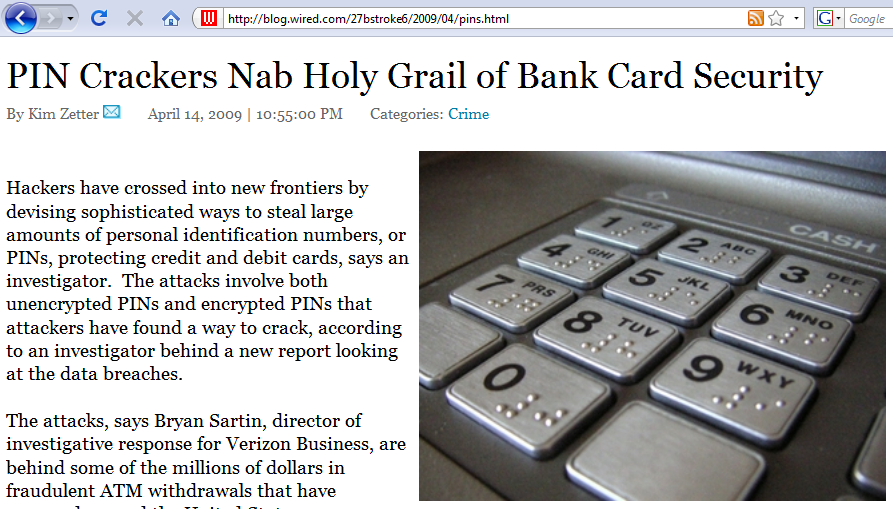 http://blog.wired.com/27bstroke6/2009/04/pins.html
G
Google
PIN Crackers Nab Holy Grail of Bank Card Security
By Kim Zetter
April 14, 2009 | 10:55:00 PM
Categories: Crime
Hackers have crossed into new frontiers by
devising sophisticated ways to steal large
amounts of personal identification numbers, or
PINs, protecting credit and debit cards, says an
investigator.  The attacks involve both
unencrypted PINs and encrypted PINs that
attackers have found a way to crack, according
to an investigator behind a new report looking
at the data breaches.
The attacks, says Bryan Sartin, director of
investigative response for Verizon Business, are
behind some of the millions of dollars in
fraudulent ATM withdrawals that have
the United States
CASH
1 QZ
2 ABC
3 DEF
4 GHI
5 JKL
6 MNO
7 PRS
8 TUV
9 WXY
0